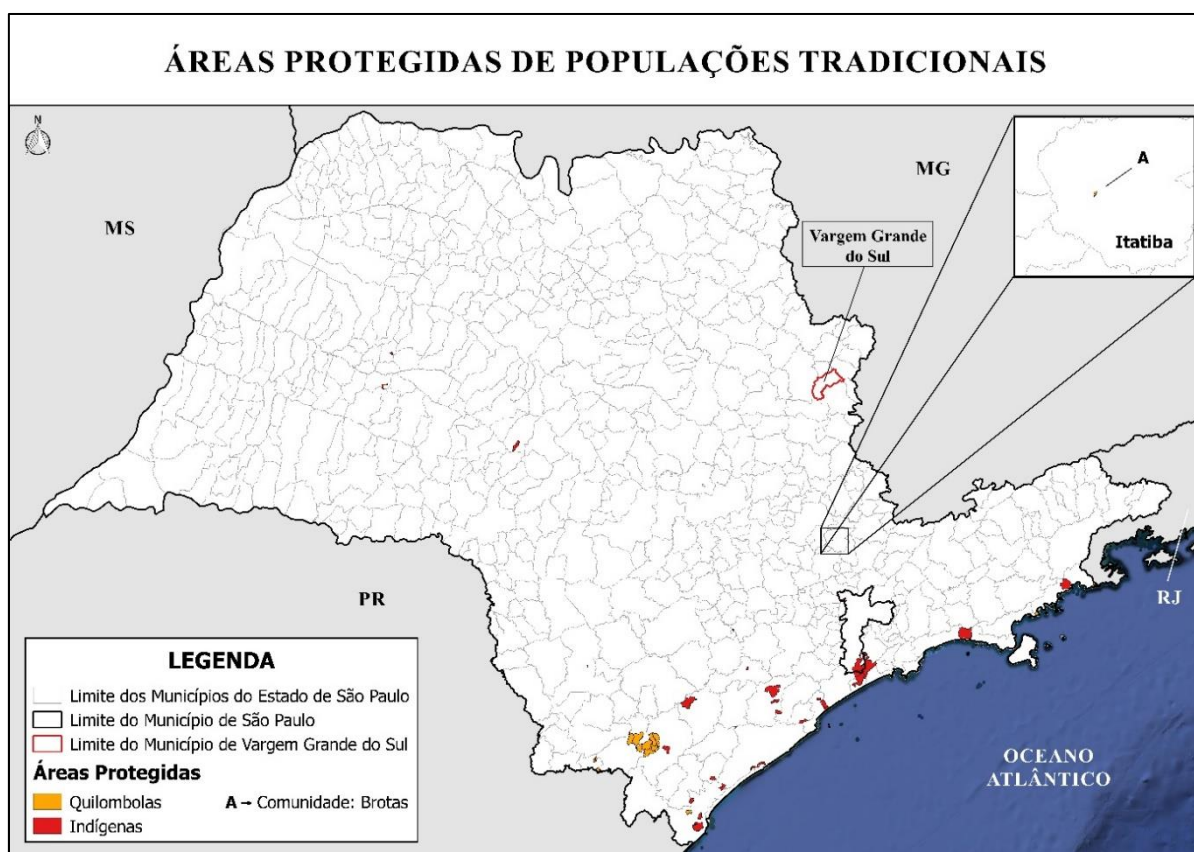 ÁREAS PROTEGIDAS DE POPULAÇÕES TRADICIONAIS
N
MS
MG
Vargem Grande
do Sul
A
Itatiba
PR
RJ
OCEANO
ATLÂNTICO
LEGENDA
Limite dos Municípios do Estado de São Paulo
Limite do Município de São Paulo
Limite do Município de Vargem Grande do Sul
Áreas Protegidas
Quilombolas
A → Comunidade: Brotas
Indígenas